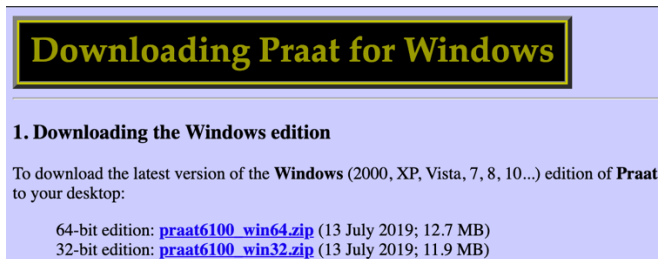 Downloading Praat for Windows
1. Downloading the Windows edition
To download the latest version of the Windows (2000, XP, Vista, 7, 8, 10...) edition of Praat
to your desktop:
64-bit edition: praat6100_win64.zip (13 July 2019; 12.7 MB)
32-bit edition: praat6100_win32.zip (13 July 2019; 11.9 MB)